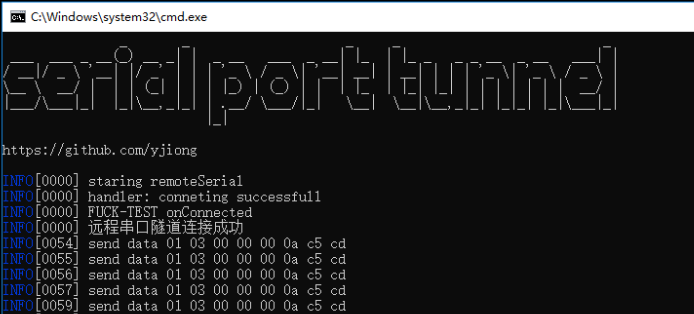 C:\Windows\system32\cmd.exe
serial port tunnel
https://github.com/yjiong
INFO[0000] staring remoteSerial
INFO[0000] handler: conneting successfull
INFO[0000] FUCK-TEST onConnected
INFO[0000] 远程串口隧道连接成功
INFO[0054] send data 01 03 00 00 00 0a c5 cd
INFO[0055] send data 01 03 00 00 00 0a c5 cd
INFO[0056] send data 01 03 00 00 00 0a c5 cd
INFO[0057] send data 01 03 00 00 00 0a c5 cd
INFO[0059] send data 01 03 00 00 00 0a c5 cd